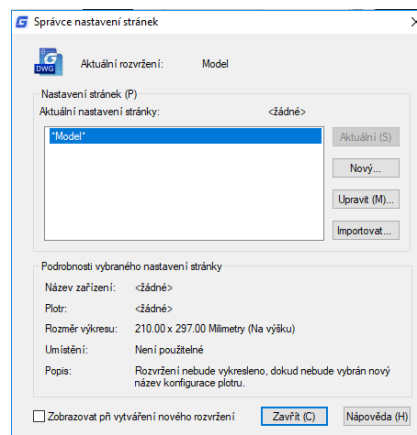 Správce nastavení stránek
DWG
Aktuální rozvržení: Model
Nastavení stránek (P)
Aktuální nastavení stránky: <žádné>
*Model*
Aktuální (S)
Nový...
Upravit (M)...
Importovat...
Podrobnosti vybraného nastavení stránky
Název zařízení: <žádné>
Plotr: <žádné>
Rozměr výkresu: 210.00 x 297.00 Milimetry (Na výšku)
Umístění: Není použitelné
Popis: Rozvržení nebude vykresleno, dokud nebude vybrán nový
název konfigurace plotru.
Zobrazovat při vytváření nového rozvržení Zavřít (C) Nápověda (H)